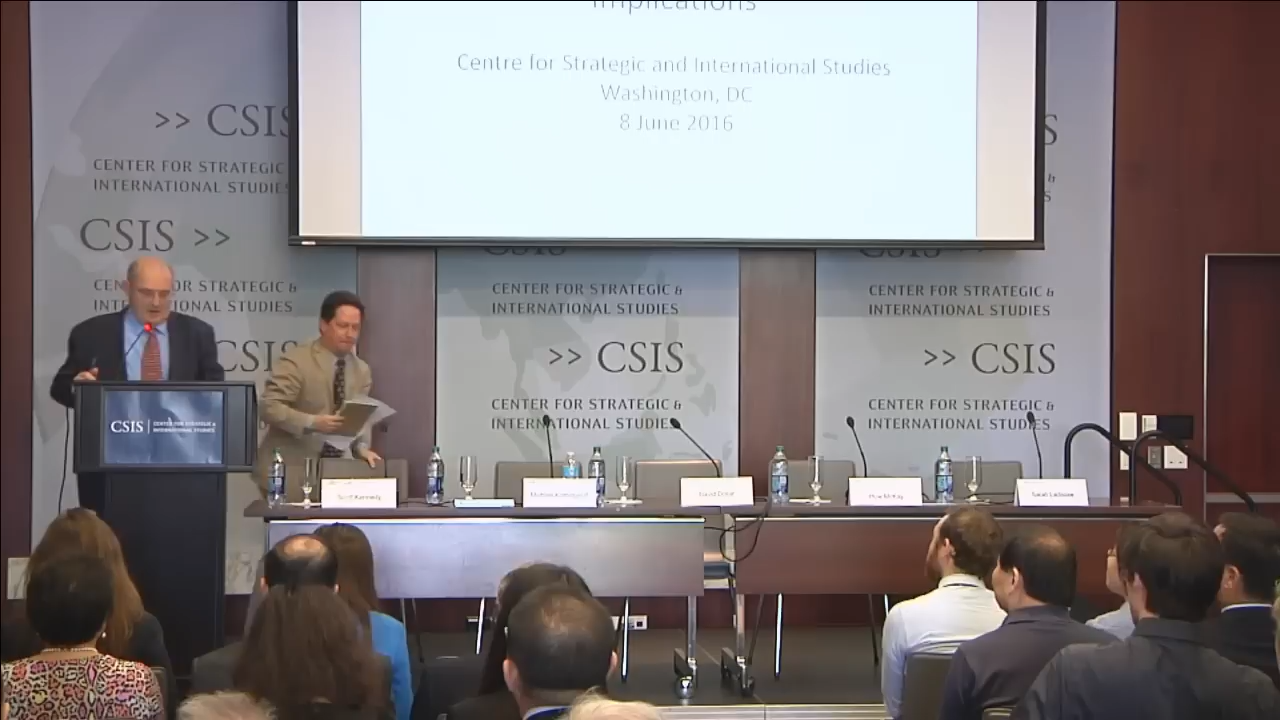 Implications
Centre for Strategic and International Studies
Washington, DC
8 June 2016
>> CSIS
CENTER FOR STRATEGIC
INTERNATIONAL STUDIES
CSIS >>
CENTER FOR STRATEGIC &
INTERNATIONAL STUDIES
CSIS
CSIS
CENTER FOR STRATEGIC &
INTERNATIONAL STUDIES
>> CSIS
CENTER FOR STRATEGIC &
INTERNATIONAL STUDIES
CSIS >>
CENTER FOR STRATEGIC &
INTERNATIONAL STUDIES
>> CSIS
CENTER FOR STRATEGIC &
INTERNATIONAL STUDIES
CSIS | CENTER FOR STRATEGIC &
INTERNATIONAL STUDIES
Scott Kennedy
David Dollar